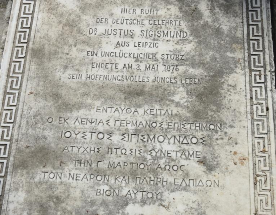 HIER RUHT
DER DEUTSCHE GELEHRTE
DR JUSTUS SIGISMUND
AUS LEIPZIG
EIN UNGLÜCKLICHER STURZ
ENDETE AM 3. MAI 1876
SEIN HOFFNUNGSVOLLES JUNGES LEBEN
ΕΝΤΑΥΘΑ ΚΕΙΤΑΙ
Ο ΕΚ ΛΕΙΨΙΑΣ ΓΕΡΜΑΝΟΣ ΕΠΙΣΤΗΜΩΝ
ΙΟΥΣΤΟΣ ΣΙΓΙΣΜΟΥΝΔΟΣ
ΑΤΥΧΗΣ ΠΤΩΣΙΣ ΣΥΝΕΤΑΜΕ
ΤΗΝ Γ ΜΑΡΤΙΟΥ ΑΩΟΣ
ΤΟΝ ΝΕΑΡΟΝ ΚΑΙ ΠΛΗΡΗ ΕΛΠΙΔΩΝ
ΒΙΟΝ ΑΥΤΟΥ